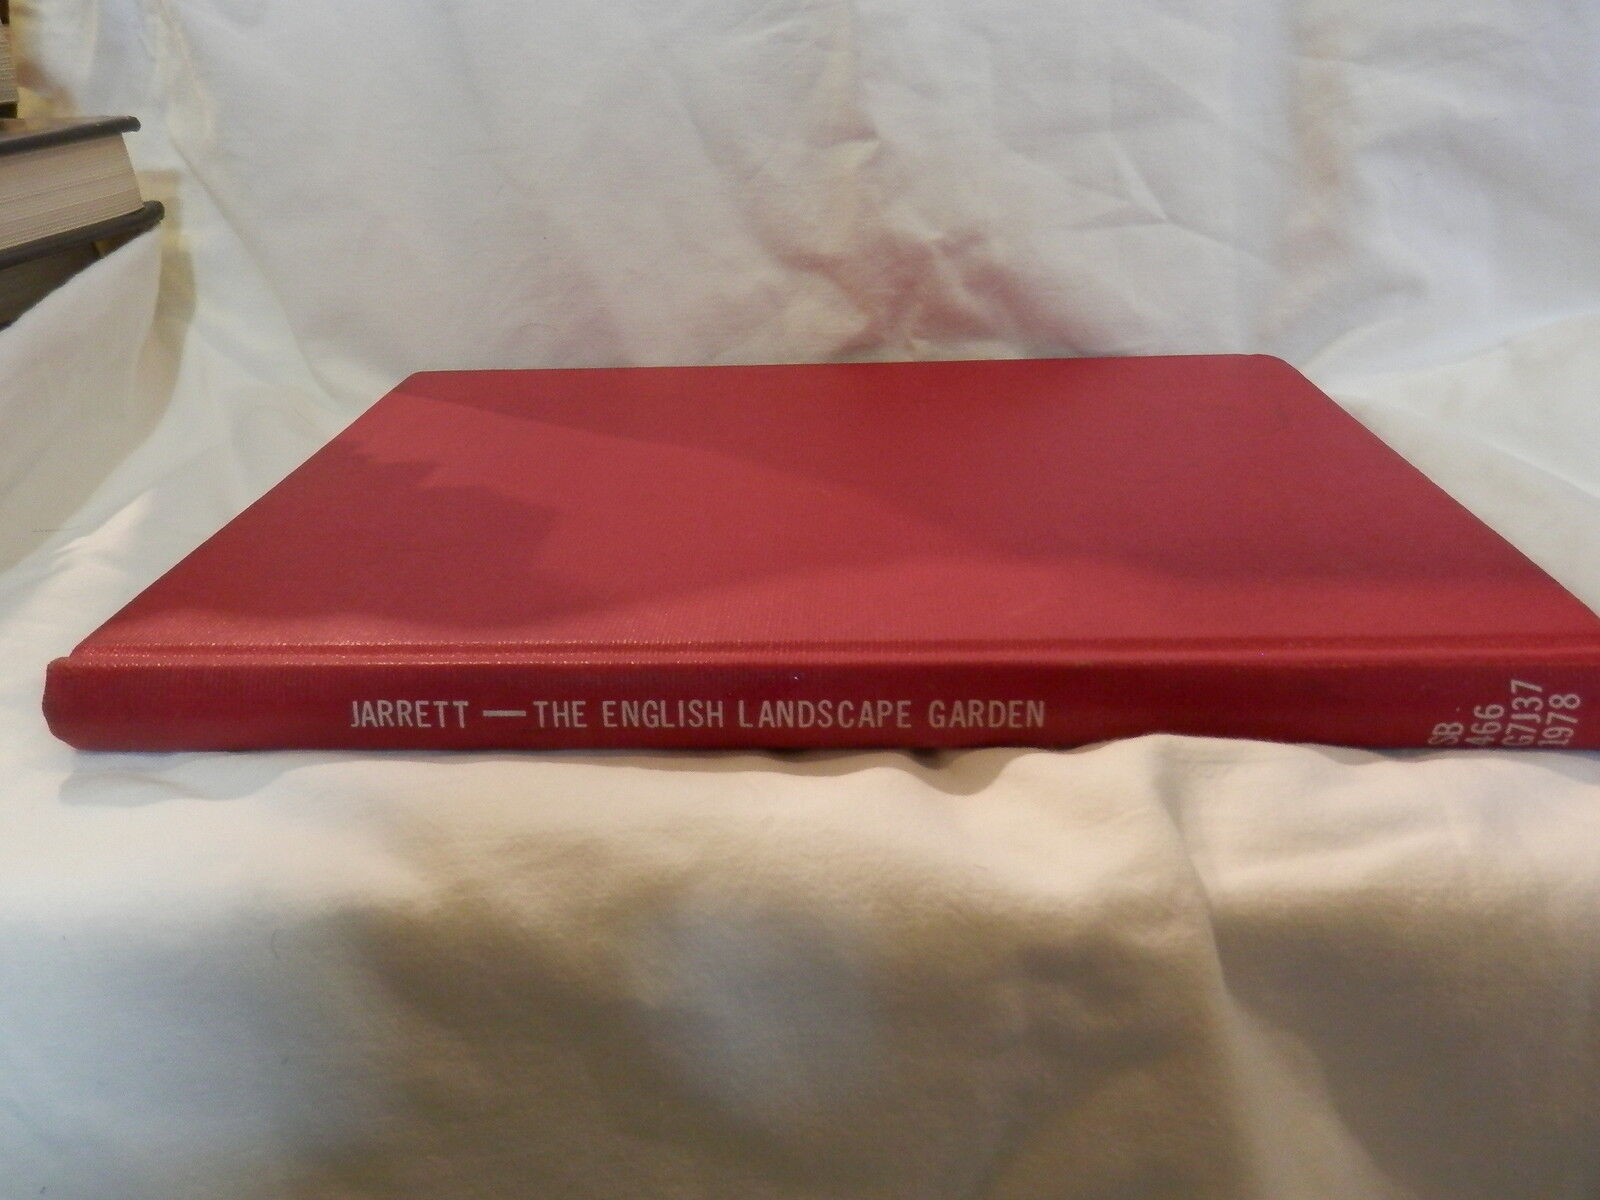 JARRETT — THE ENGLISH LANDSCAPE GARDEN
SB
466
G7J37
1978